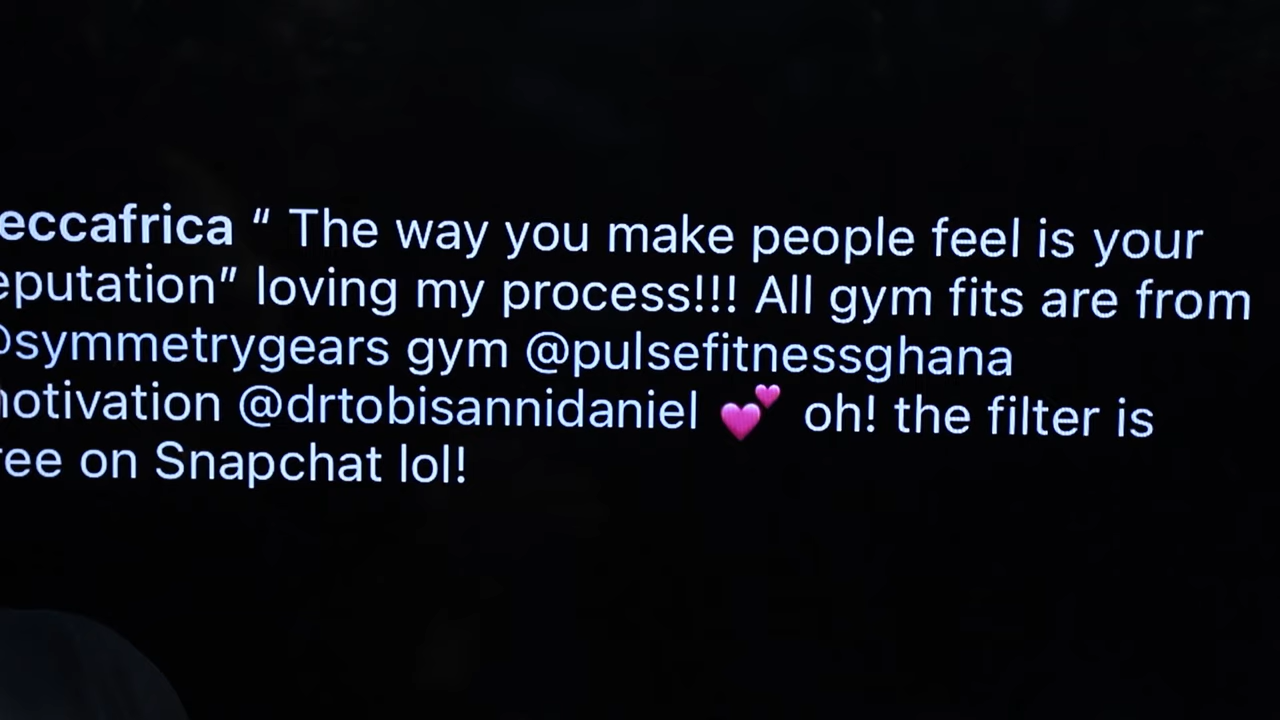 eccafrica “ The way you make people feel is your
eputation” loving my process!!! All gym fits are from
@symmetrygears gym @pulsefitnessghana
otivation @drtobisannidaniel 💕 oh! the filter is
ree on Snapchat lol!